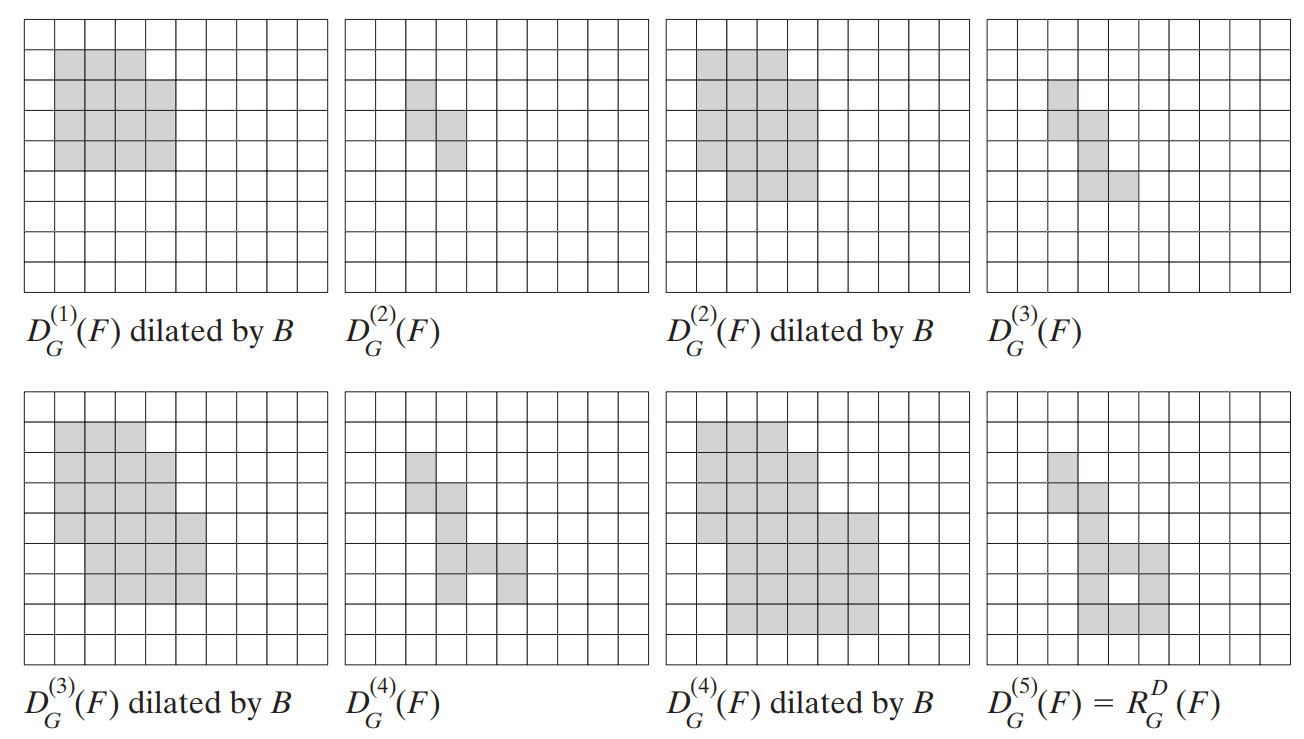 D_G^(1)(F) dilated by B
D_G^(2)(F)
D_G^(2)(F) dilated by B
D_G^(3)(F)
D_G^(3)(F) dilated by B
D_G^(4)(F)
D_G^(4)(F) dilated by B
D_G^(5)(F) = R_G^D (F)